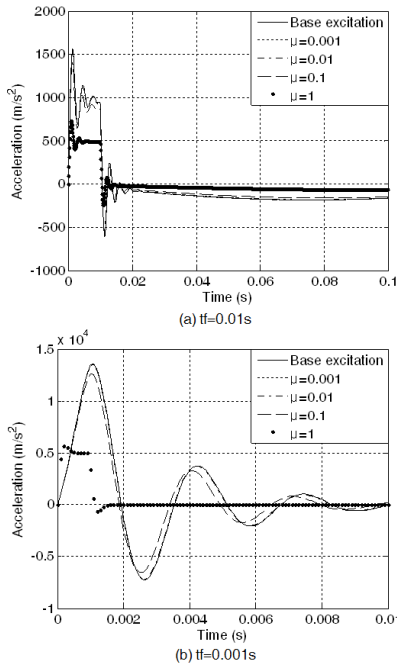 2000
1500
1000
500
0
-500
-1000
Acceleration (m/s²)
Base excitation
μ=0.001
μ=0.01
μ=0.1
μ=1
0
0.02
0.04
0.06
0.08
0.1
Time (s)
(a) tf=0.01s
x 10⁴
1.5
1
0.5
0
-0.5
-1
Acceleration (m/s²)
Base excitation
μ=0.001
μ=0.01
μ=0.1
μ=1
0
0.002
0.004
0.006
0.008
0.01
Time (s)
(b) tf=0.001s